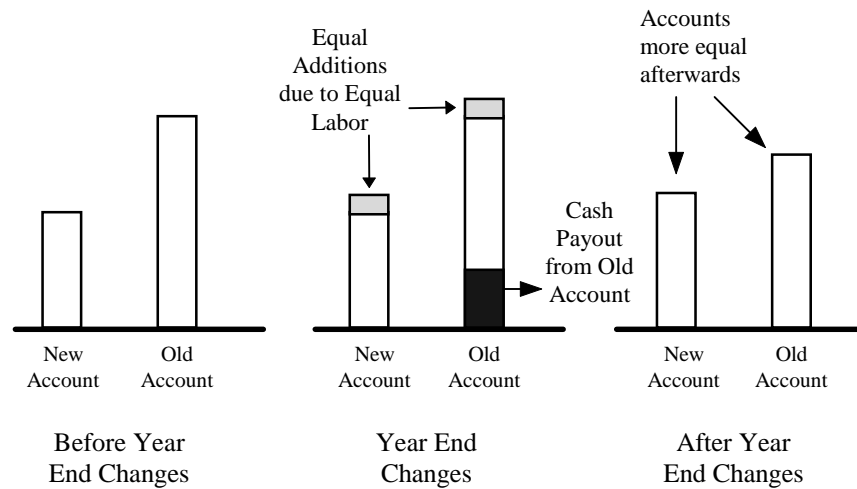 Equal
Additions
due to Equal
Labor
Accounts
more equal
afterwards
Cash
Payout
from Old
Account
New
Account
Old
Account
New
Account
Old
Account
New
Account
Old
Account
Before Year
End Changes
Year End
Changes
After Year
End Changes